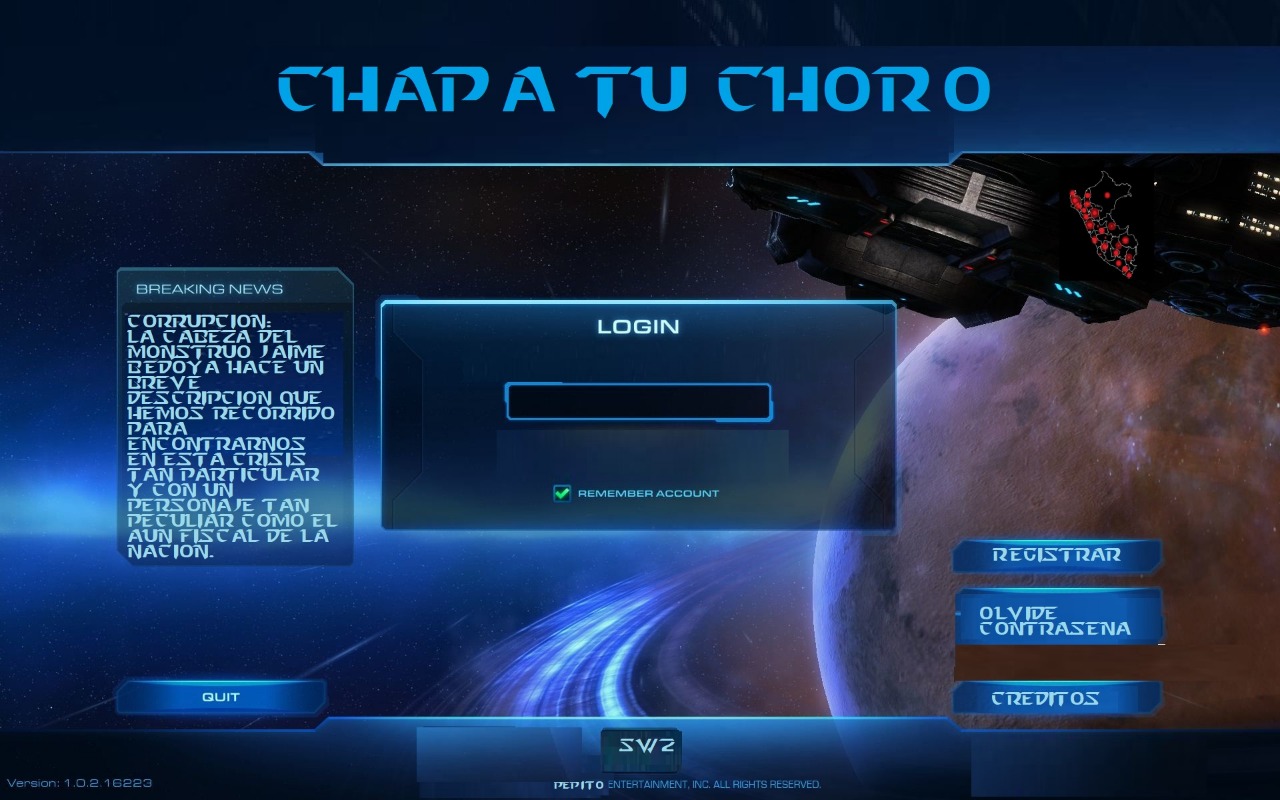 CHAPA TU CHORO
BREAKING NEWS
CORRUPCION:
LA CABEZA DEL
MONSTRUO JAIME
BEDOYA HACE UN
BREVE
DESCRIPCION QUE
HEMOS RECORRIDO
PARA
ENCONTRARNOS
EN ESTA CRISIS
TAN PARTICULAR
Y CON UN
PERSONAJE TAN
PECULIAR COMO EL
AUN FISCAL DE LA
NACION.
LOGIN
REMEMBER ACCOUNT
REGISTRAR
OLVIDE
CONTRASENA
CREDITOS
QUIT
SW2
PEPITO ENTERTAINMENT, INC. ALL RIGHTS RESERVED.
Version: 1.0.2.16223